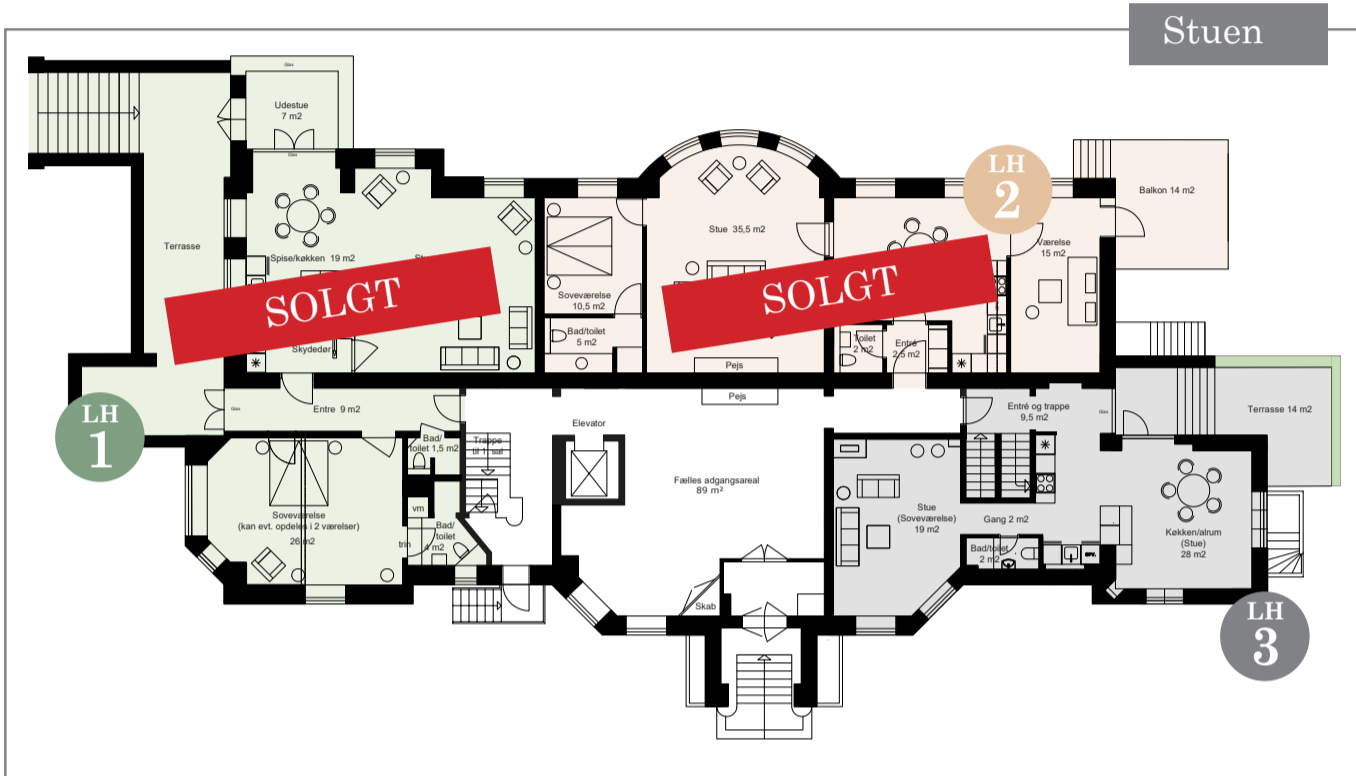 Stuen
Glas
Udestue
7 m2
Glas
Terrasse
Spise/køkken 19 m2
SOLGT
Skydedør
LH
1
Glas
Entre 9 m2
Bad/
toilet 1,5 m2
Soveværelse
(kan evt. opdeles i 2 værelser)
26 m2
trin
vm
Bad/
toilet
4 m2
Trappe
til 1. sal
Elevator
Soveværelse
10,5 m2
Bad/toilet
5 m2
Stue 35,5 m2
SOLGT
Pejs
Pejs
Toilet
2 m2
Entré
2,5 m2
LH
2
Værelse
15 m2
Balkon 14 m2
Fælles adgangsareal
89 m²
Skab
Entré og trappe
9,5 m2
Glas
Terrasse 14 m2
Stue
(Soveværelse)
19 m2
Gang 2 m2
Bad/toilet
2 m2
OPV.
Køkken/alrum
(Stue)
28 m2
LH
3